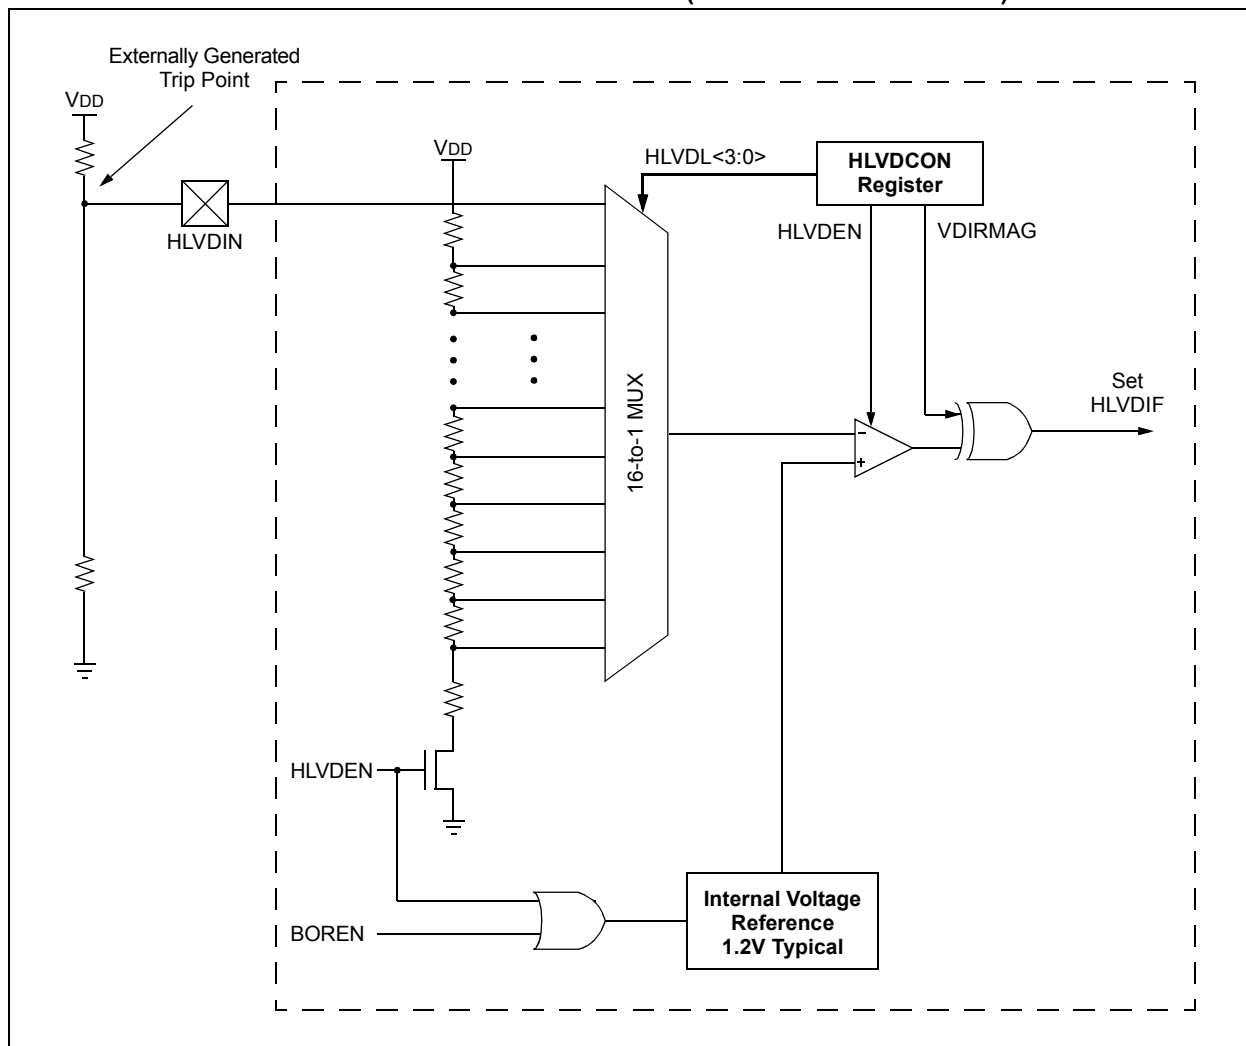 Externally Generated
Trip Point
VDD
VDD
HLVDL<3:0>
HLVDCON
Register
HLVDIN
HLVDEN
VDIRMAG
16-to-1 MUX
–
+
Set
HLVDIF
HLVDEN
BOREN
Internal Voltage
Reference
1.2V Typical